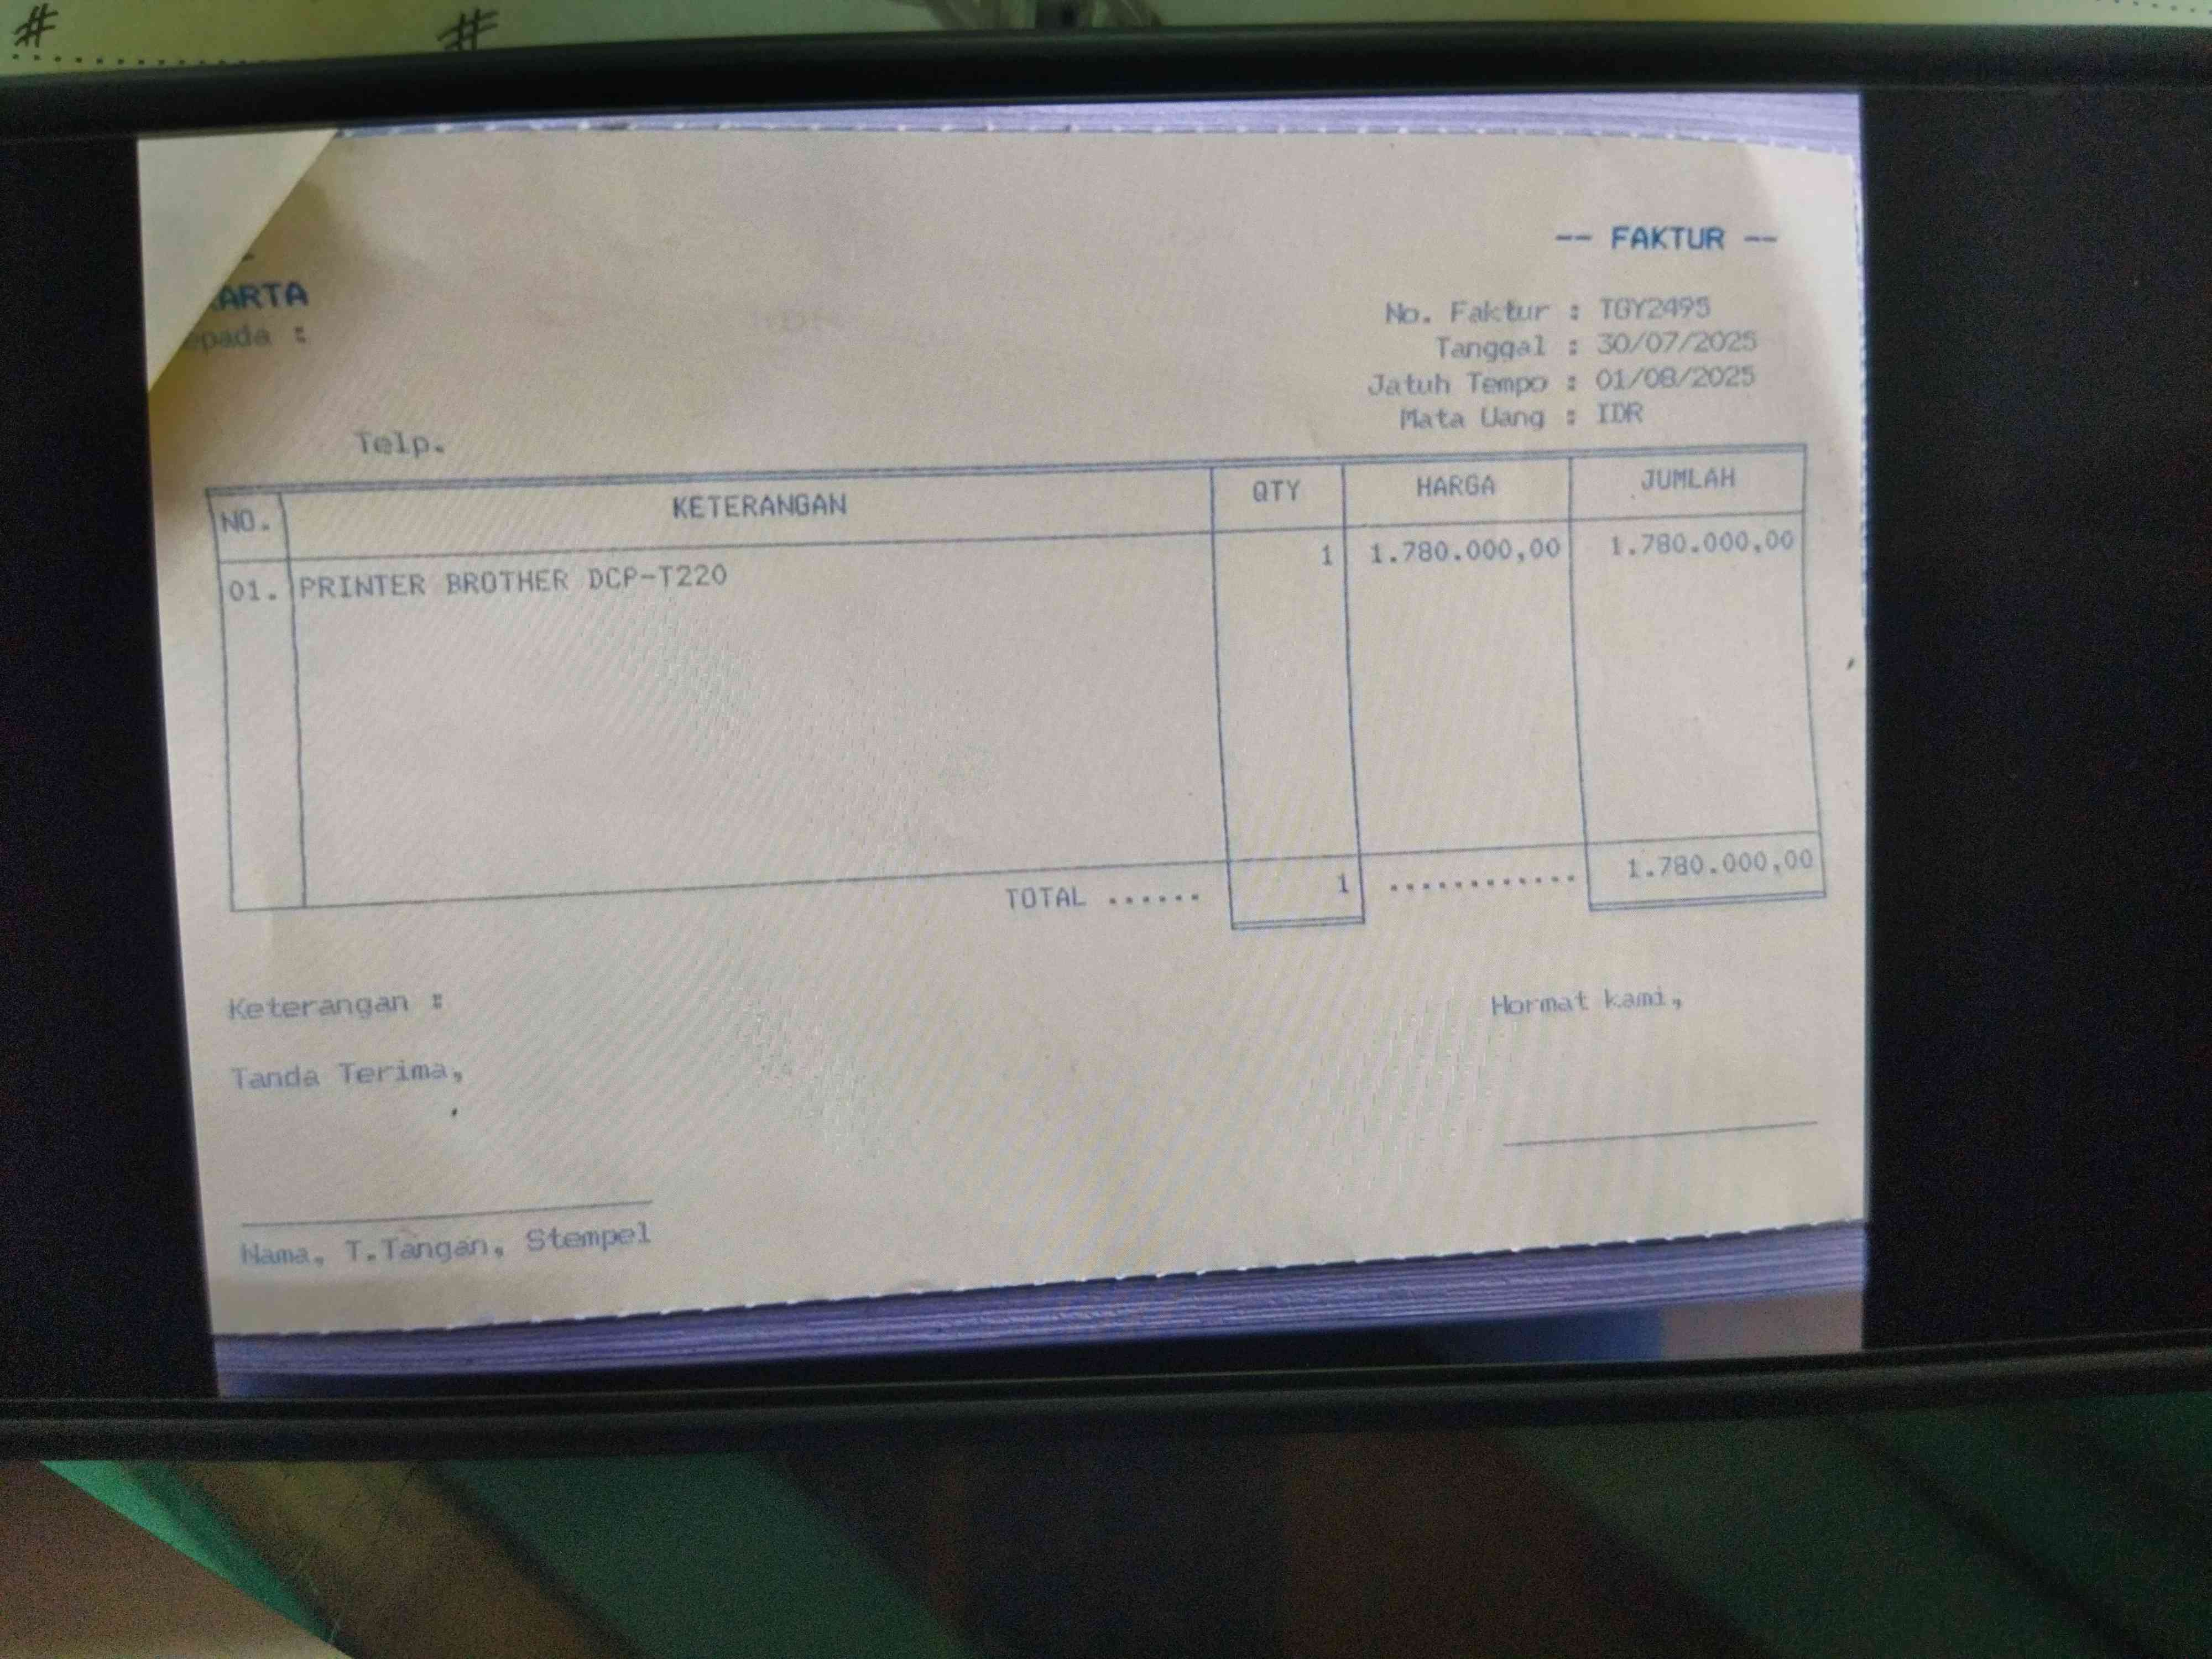 #
#
-- FAKTUR --
ARTA
epada :
No. Faktur : TGY2495
Tanggal : 30/07/2025
Jatuh Tempo : 01/08/2025
Mata Uang : IDR
Telp.
NO. KETERANGAN QTY HARGA JUMLAH
01. PRINTER BROTHER DCP-T220 1 1.780.000,00 1.780.000,00
TOTAL ...... 1 ............ 1.780.000,00
Keterangan :
Hormat kami,
Tanda Terima,
Nama, T.Tangan, Stempel